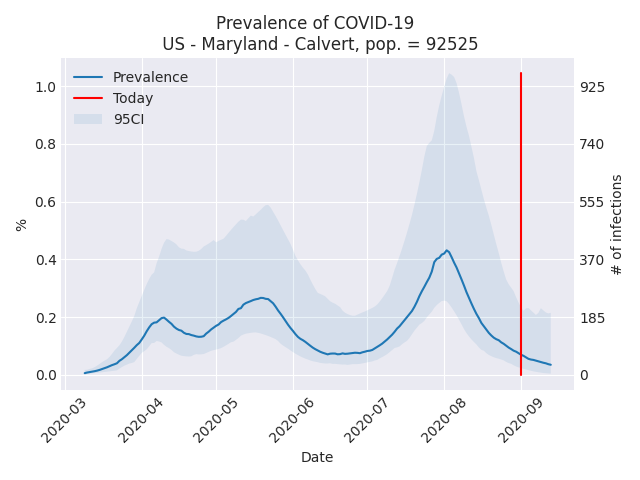 Prevalence of COVID-19
US - Maryland - Calvert, pop. = 92525
Prevalence
Today
95CI
1.0
0.8
0.6
0.4
0.2
0.0
%
925
740
555
370
185
0
# of infections
2020-03
2020-04
2020-05
2020-06
2020-07
2020-08
2020-09
Date